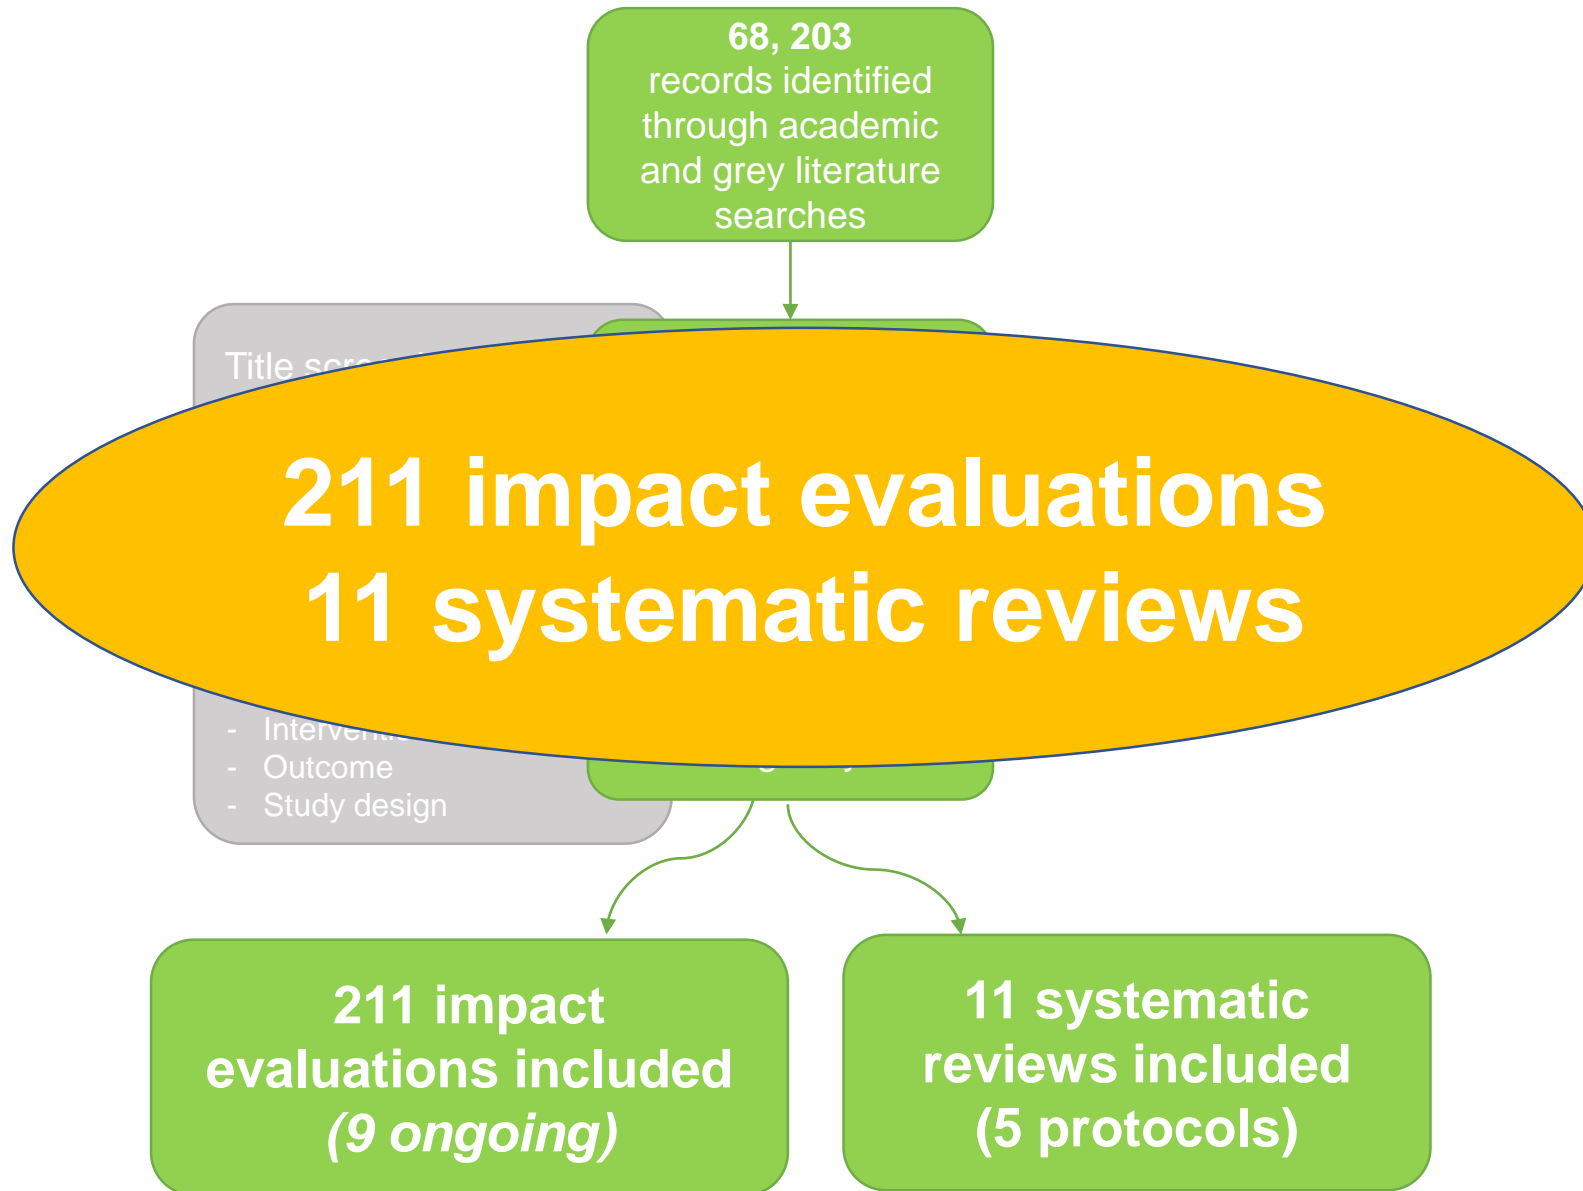 68, 203
records identified
through academic
and grey literature
searches
Title
211 impact evaluations
11 systematic reviews
- Outcome
- Study design
211 impact
evaluations included
(9 ongoing)
11 systematic
reviews included
(5 protocols)